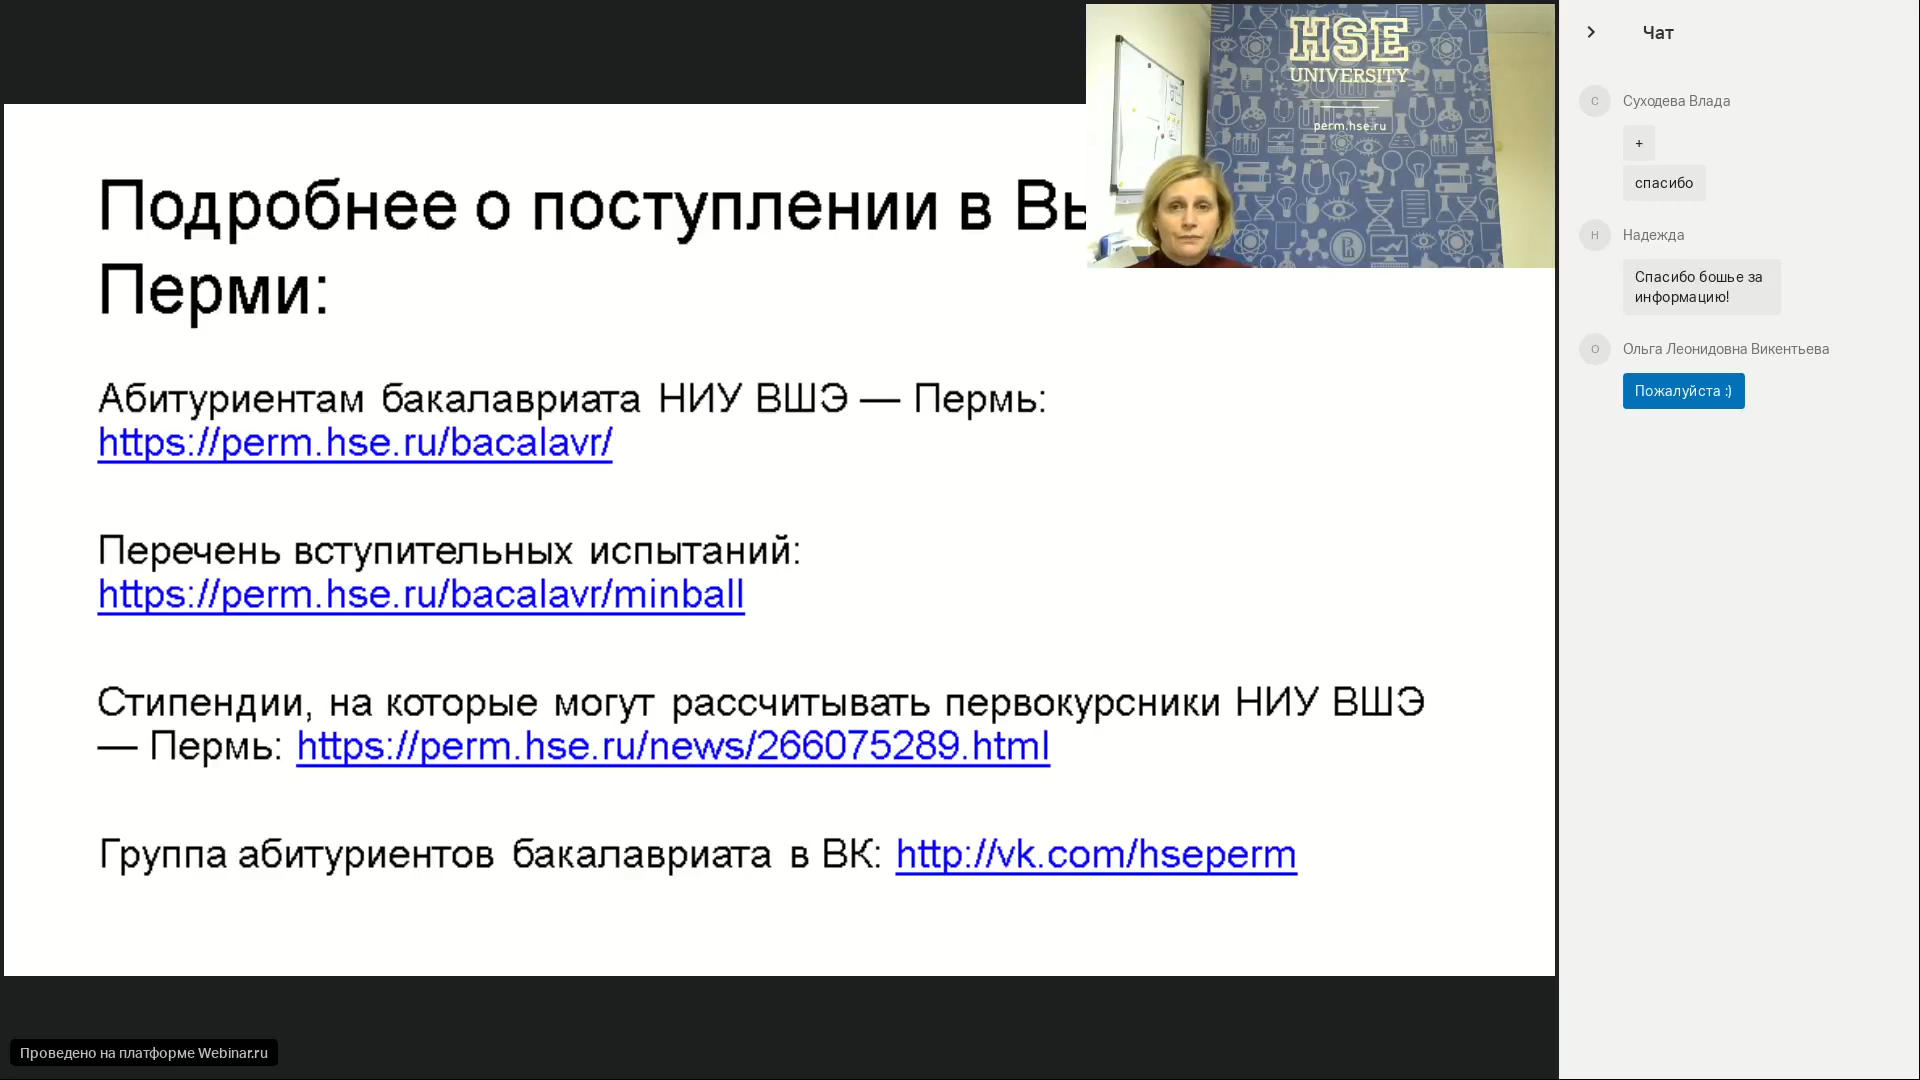 Подробнее о поступлении в
Перми:
Абитуриентам бакалавриата НИУ ВШЭ — Пермь:
https://perm.hse.ru/bacalavr/
Перечень вступительных испытаний:
https://perm.hse.ru/bacalavr/minball
Стипендии, на которые могут рассчитывать первокурсники НИУ ВШЭ
— Пермь: https://perm.hse.ru/news/266075289.html
Группа абитуриентов бакалавриата в ВК: http://vk.com/hseperm
HSE
UNIVERSITY
perm.hse.ru
Проведено на платформе Webinar.ru
Чат
С
Суходева Влада
+
спасибо
Н
Надежда
Спасибо бошье за
информацию!
О
Ольга Леонидовна Викентьева
Пожалуйста :)